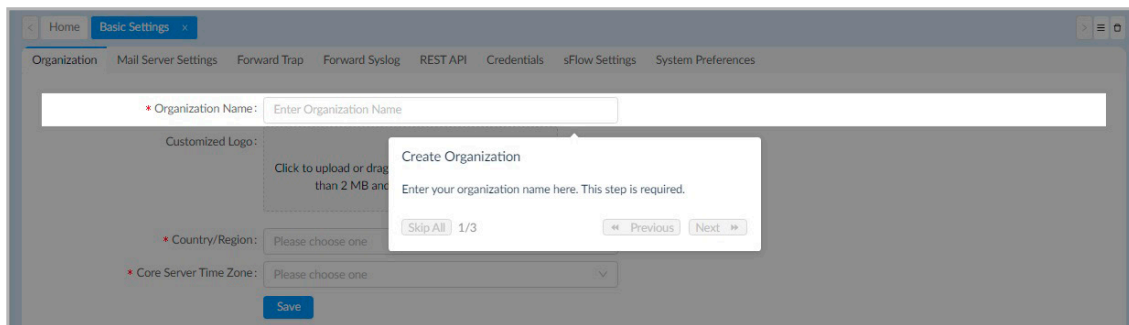 Home Basic Settings ×
Organization Mail Server Settings Forward Trap Forward Syslog REST API Credentials sFlow Settings System Preferences
* Organization Name: Enter Organization Name
Customized Logo:
Click to upload or drag
than 2 MB and
Create Organization
Enter your organization name here. This step is required.
Skip All 1/3 Previous Next
* Country/Region: Please choose one
* Core Server Time Zone: Please choose one
Save